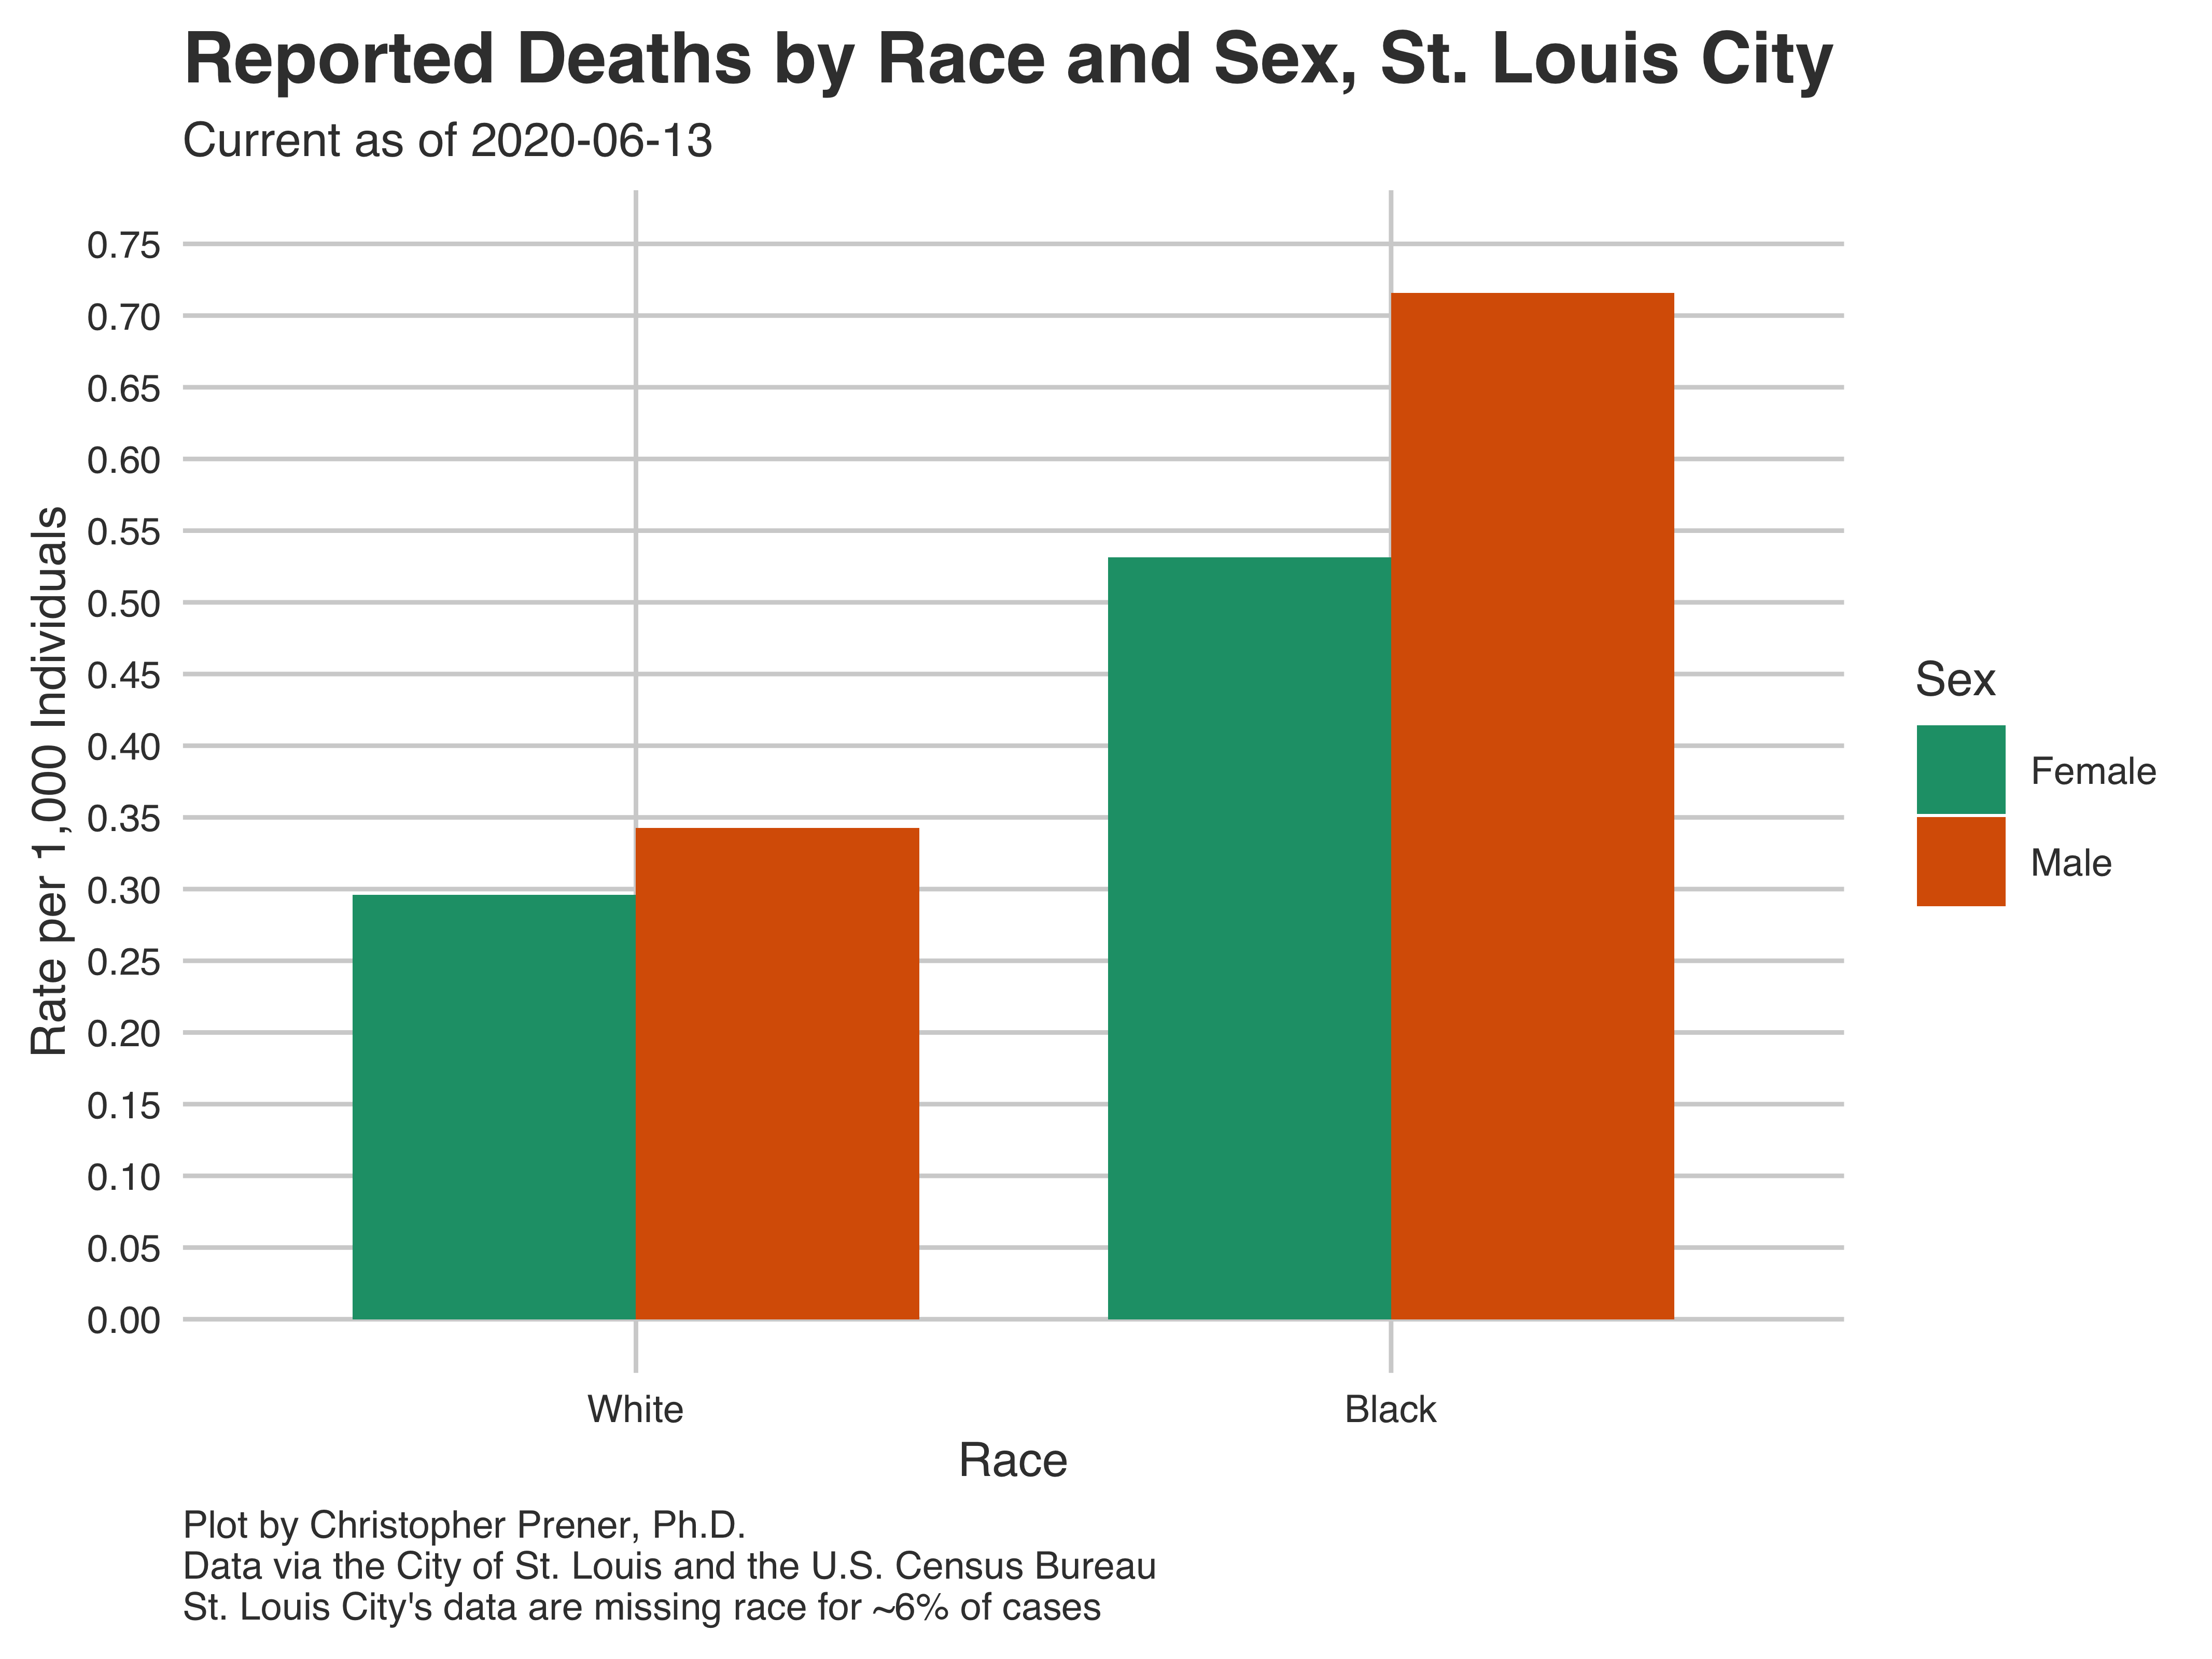 Reported Deaths by Race and Sex, St. Louis City
Current as of 2020-06-13
Rate per 1,000 Individuals
0.75
0.70
0.65
0.60
0.55
0.50
0.45
0.40
0.35
0.30
0.25
0.20
0.15
0.10
0.05
0.00
White
Black
Race
Sex
Female
Male
Plot by Christopher Prener, Ph.D.
Data via the City of St. Louis and the U.S. Census Bureau
St. Louis City's data are missing race for ~6% of cases